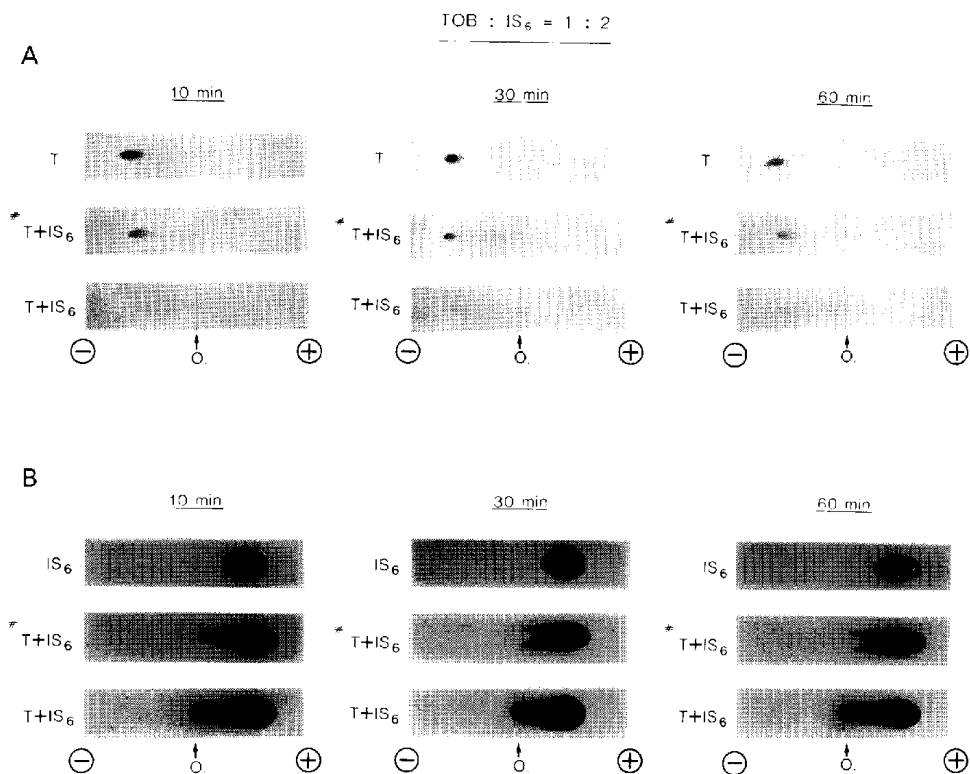 TOB : IS₆ = 1 : 2
A
10 min 30 min 60 min
T T T
# T+IS₆ # T+IS₆ # T+IS₆
T+IS₆ T+IS₆ T+IS₆
⊖ O. ⊕ ⊖ O. ⊕ ⊖ O. ⊕
B
10 min 30 min 60 min
IS₆ IS₆ IS₆
# T+IS₆ # T+IS₆ # T+IS₆
T+IS₆ T+IS₆ T+IS₆
⊖ O. ⊕ ⊖ O. ⊕ ⊖ O. ⊕